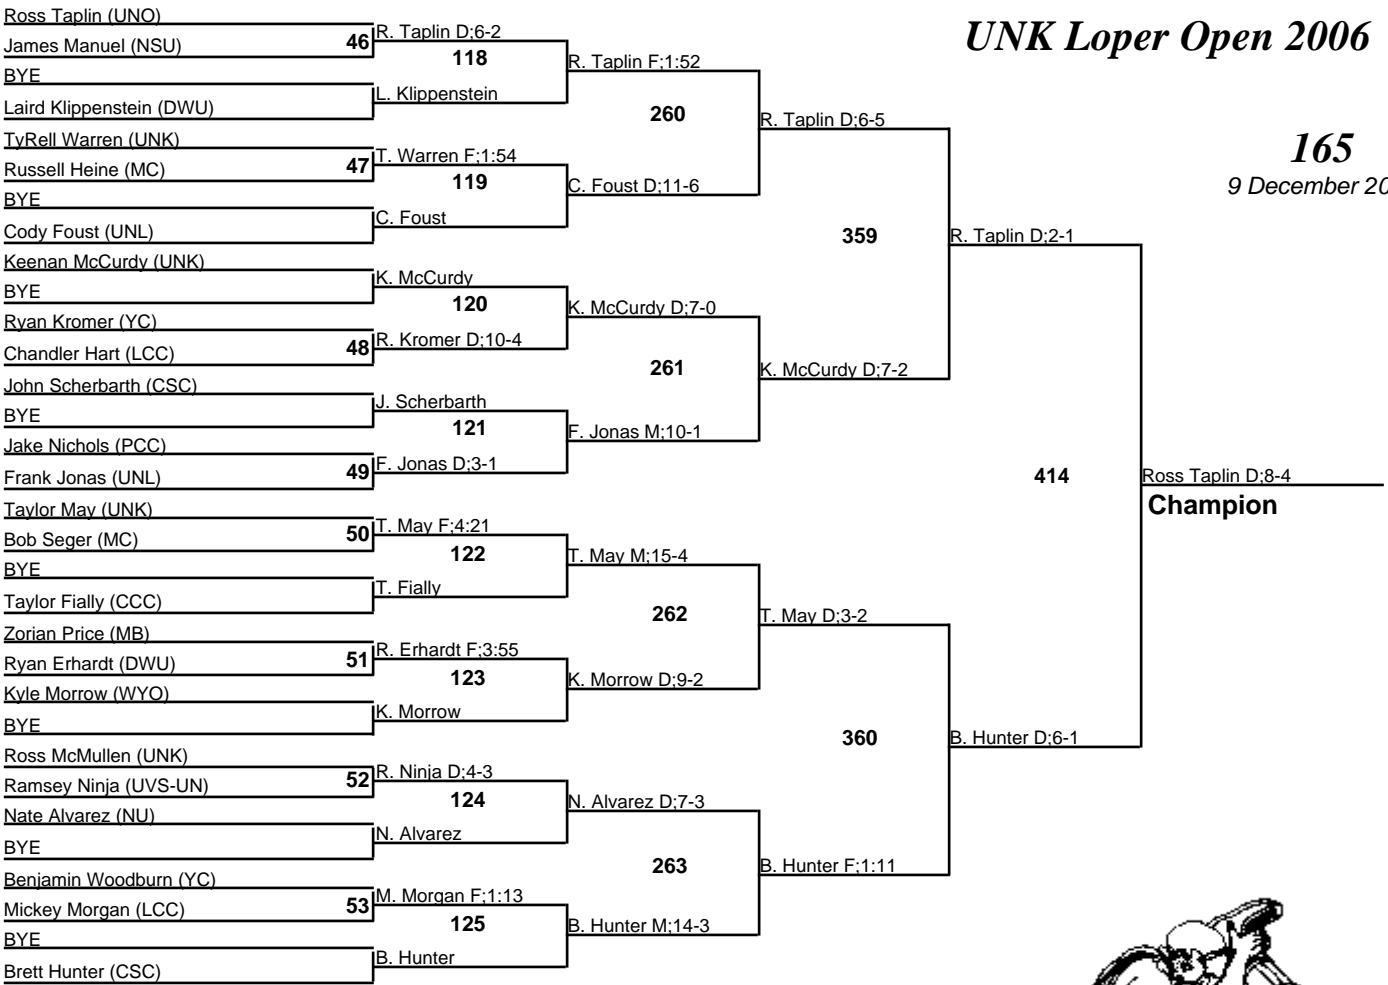 UNK Loper Open 2006
165
9 December 20
Ross Taplin (UNO)
James Manuel (NSU)
BYE
Laird Klippenstein (DWU)
TyRell Warren (UNK)
Russell Heine (MC)
BYE
Cody Foust (UNL)
Keenan McCurdy (UNK)
BYE
Ryan Kromer (YC)
Chandler Hart (LCC)
John Scherbarth (CSC)
BYE
Jake Nichols (PCC)
Frank Jonas (UNL)
Taylor May (UNK)
Bob Seger (MC)
BYE
Taylor Fially (CCC)
Zorian Price (MB)
Ryan Erhardt (DWU)
Kyle Morrow (WYO)
BYE
Ross McMullen (UNK)
Ramsey Ninja (UVS-UN)
Nate Alvarez (NU)
BYE
Benjamin Woodburn (YC)
Mickey Morgan (LCC)
BYE
Brett Hunter (CSC)
46
47
48
49
50
51
52
53
R. Taplin D;6-2
118
L. Klippenstein
T. Warren F;1:54
119
C. Foust
K. McCurdy
120
R. Kromer D;10-4
J. Scherbarth
121
F. Jonas D;3-1
T. May F;4:21
122
T. Fially
R. Erhardt F;3:55
123
K. Morrow
R. Ninja D;4-3
124
N. Alvarez
M. Morgan F;1:13
125
B. Hunter
R. Taplin F;1:52
260
C. Foust D;11-6
K. McCurdy D;7-0
261
F. Jonas M;10-1
T. May M;15-4
262
K. Morrow D;9-2
N. Alvarez D;7-3
263
B. Hunter M;14-3
R. Taplin D;6-5
359
K. McCurdy D;7-2
T. May D;3-2
360
B. Hunter F;1:11
R. Taplin D;2-1
414
B. Hunter D;6-1
Ross Taplin D;8-4
Champion